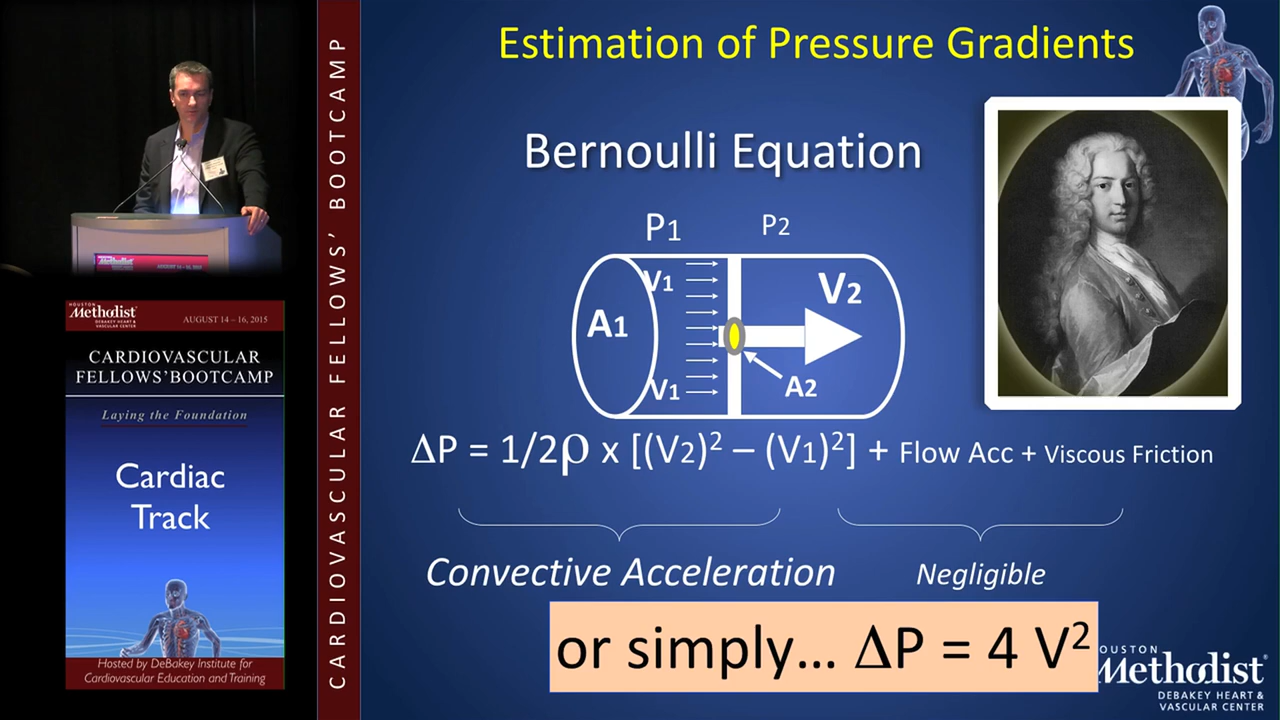 Estimation of Pressure Gradients
Bernoulli Equation
P1 P2
V1
V2
A1
V1
A2
ΔP = 1/2ρ x [(V2)² – (V1)²] + Flow Acc + Viscous Friction
Convective Acceleration
Negligible
or simply... ΔP = 4 V²
HOUSTON
Methodist
DEBAKEY HEART &
VASCULAR CENTER
AUGUST 14 – 16, 2015
CARDIOVASCULAR
FELLOWS'BOOTCAMP
Laying the Foundation
Cardiac
Track
Hosted by DeBakey Institute for
Cardiovascular Education and Training
CARDIOVASCULAR FELLOWS' BOOTCAMP
OUSTON
Methodist
DEBAKEY HEART &
VASCULAR CENTER